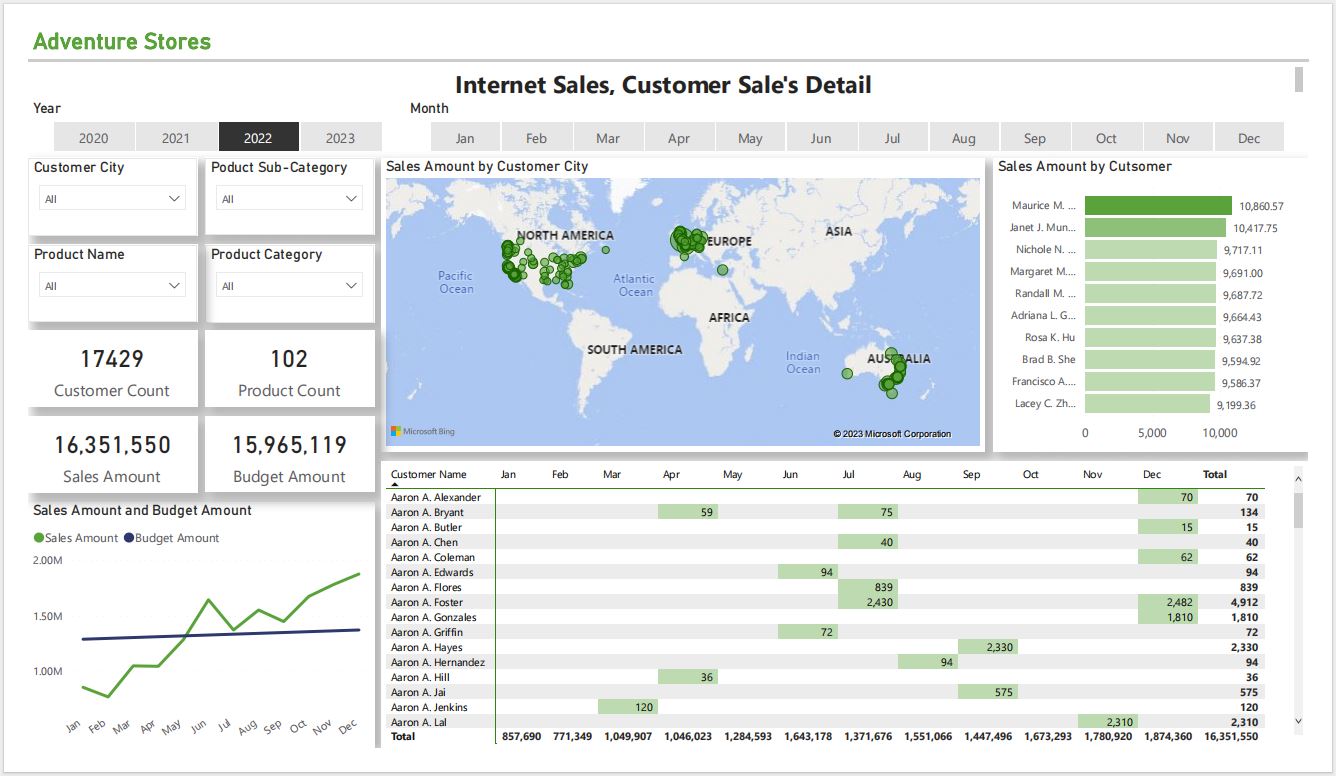 Adventure Stores
Internet Sales, Customer Sale's Detail
Year
Month
2020 2021 2022 2023
Jan Feb Mar Apr May Jun Jul Aug Sep Oct Nov Dec
Customer City
Poduct Sub-Category
All
All
Product Name
Product Category
All
All
17429
Customer Count
102
Product Count
16,351,550
Sales Amount
15,965,119
Budget Amount
Sales Amount and Budget Amount
Sales Amount Budget Amount
2.00M
1.50M
1.00M
Jan Feb Mar Apr May Jun Jul Aug Sep Oct Nov Dec
Sales Amount by Customer City
NORTH AMERICA
EUROPE
ASIA
Pacific
Ocean
Atlantic
Ocean
AFRICA
SOUTH AMERICA
Indian
Ocean
AUSTRALIA
Microsoft Bing
© 2023 Microsoft Corporation
Sales Amount by Cutsomer
Maurice M. ... 10,860.57
Janet J. Mun... 10,417.75
Nichole N. ... 9,717.11
Margaret M.... 9,691.00
Randall M. ... 9,687.72
Adriana L. G... 9,664.43
Rosa K. Hu 9,637.38
Brad B. She 9,594.92
Francisco A.... 9,586.37
Lacey C. Zh... 9,199.36
0 5,000 10,000
Customer Name Jan Feb Mar Apr May Jun Jul Aug Sep Oct Nov Dec Total
Aaron A. Alexander 70 70
Aaron A. Bryant 59 75 134
Aaron A. Butler 15 15
Aaron A. Chen 40 40
Aaron A. Coleman 62 62
Aaron A. Edwards 94 94
Aaron A. Flores 839 839
Aaron A. Foster 2,430 2,482 4,912
Aaron A. Gonzales 1,810 1,810
Aaron A. Griffin 72 72
Aaron A. Hayes 2,330 2,330
Aaron A. Hernandez 94 94
Aaron A. Hill 36 36
Aaron A. Jai 575 575
Aaron A. Jenkins 120 120
Aaron A. Lal 2,310 2,310
Total 857,690 771,349 1,049,907 1,046,023 1,284,593 1,643,178 1,371,676 1,551,066 1,447,496 1,673,293 1,780,920 1,874,360 16,351,550